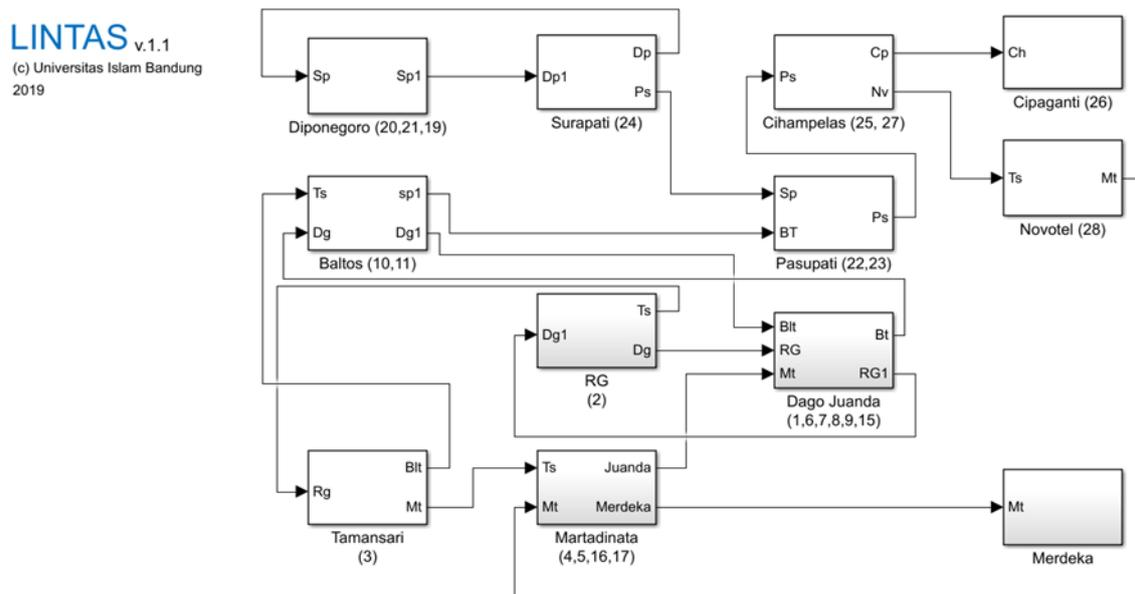 LINTAS v.1.1
(c) Universitas Islam Bandung
2019
Sp Sp1
Diponegoro (20,21,19)
Dp
Dp1
Ps
Surapati (24)
Cp
Ps
Nv
Cihampelas (25, 27)
Ch
Cipaganti (26)
Ts Mt
Novotel (28)
Ts sp1
Dg Dg1
Baltos (10,11)
Sp
Ps
BT
Pasupati (22,23)
Ts
Dg1
Dg
RG
(2)
Blt
Bt
RG
Mt RG1
Dago Juanda
(1,6,7,8,9,15)
Blt
Rg
Mt
Tamansari
(3)
Ts Juanda
Mt Merdeka
Martadinata
(4,5,16,17)
Mt
Merdeka